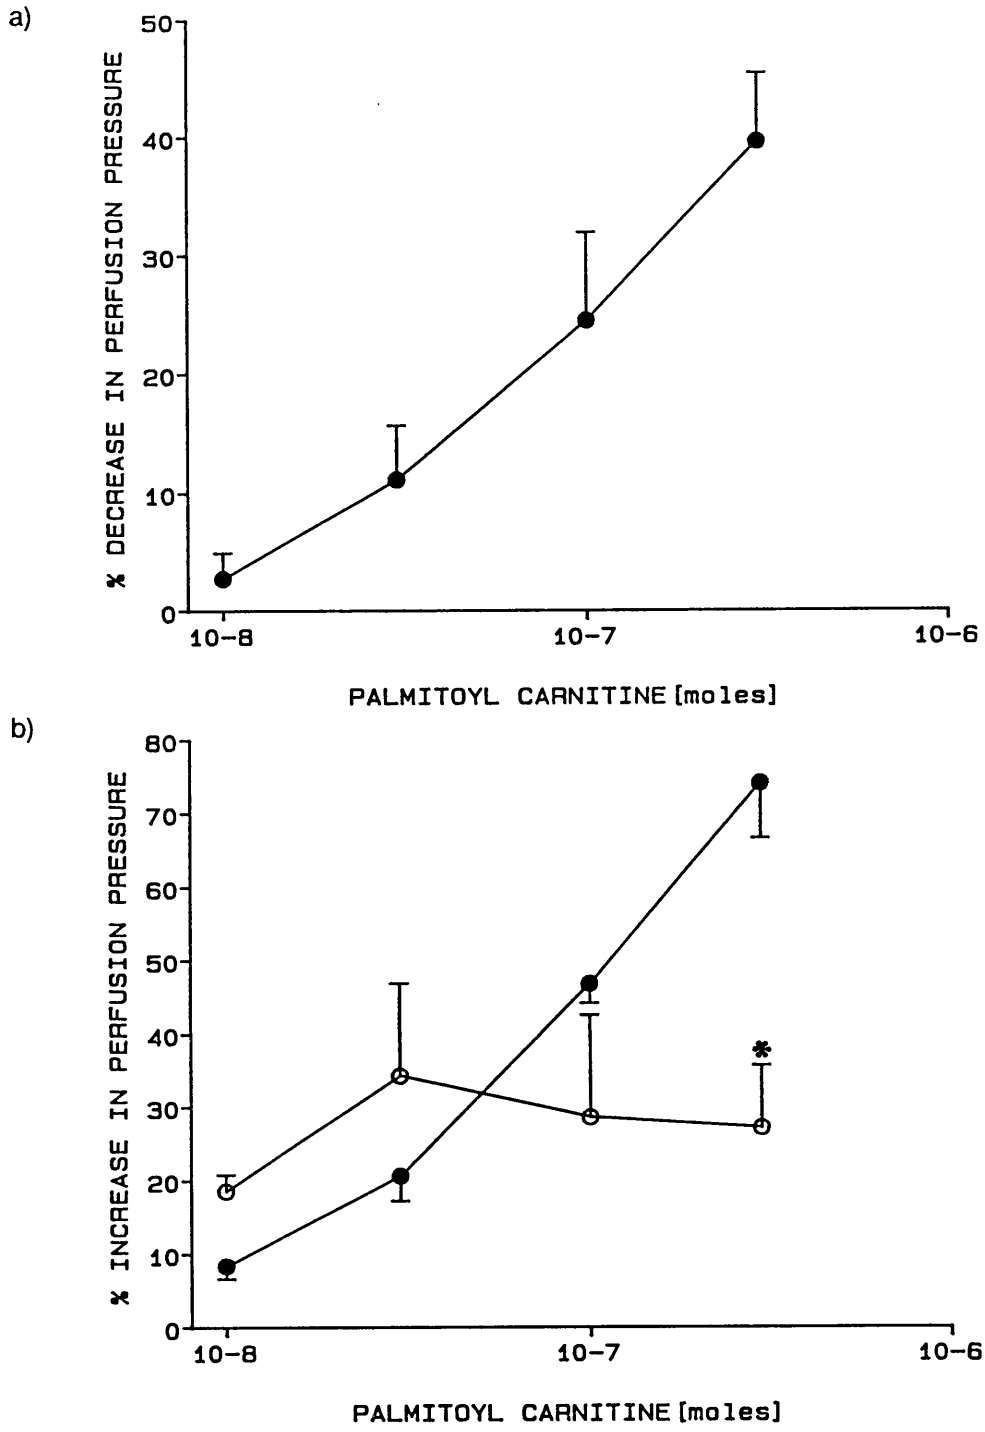 a)
50
40
30
20
10
0
% DECREASE IN PERFUSION PRESSURE
10-8 10-7 10-6
PALMITOYL CARNITINE [moles]
b)
80
70
60
50
40
30
20
10
0
% INCREASE IN PERFUSION PRESSURE
*
10-8 10-7 10-6
PALMITOYL CARNITINE [moles]